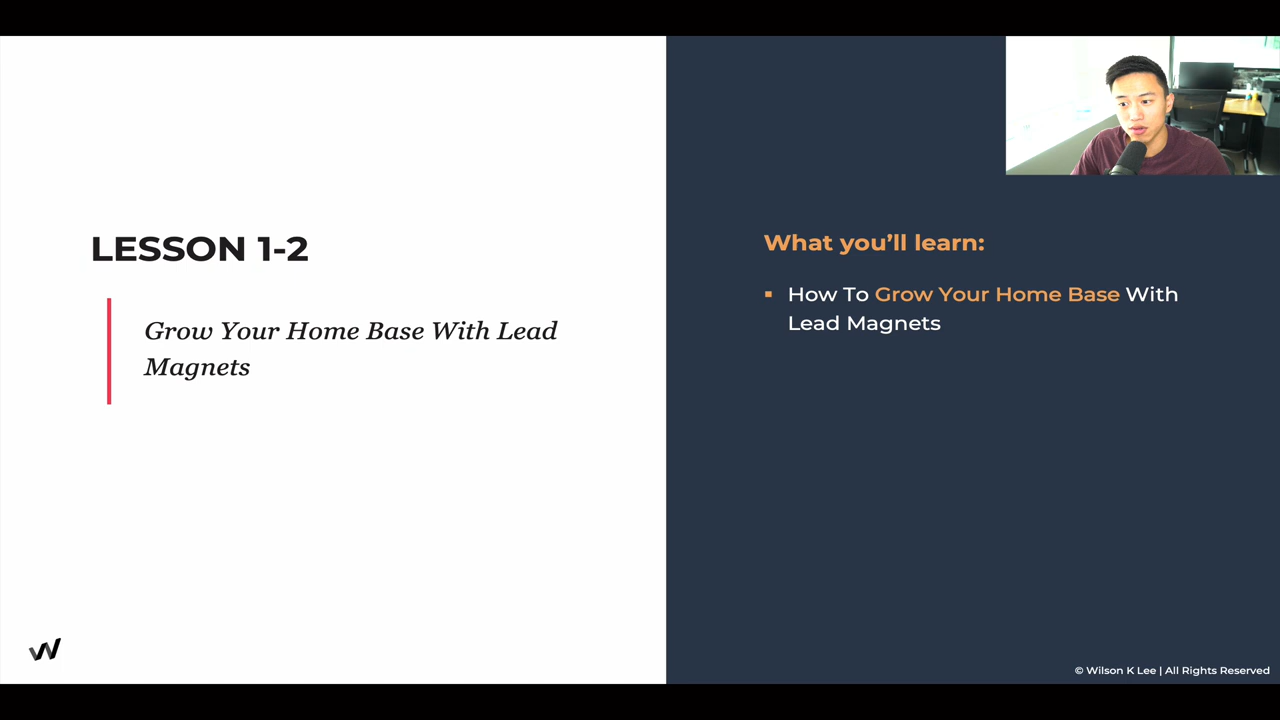 LESSON 1-2
Grow Your Home Base With Lead
Magnets
What you’ll learn:
▪ How To Grow Your Home Base With
Lead Magnets
© Wilson K Lee | All Rights Reserved